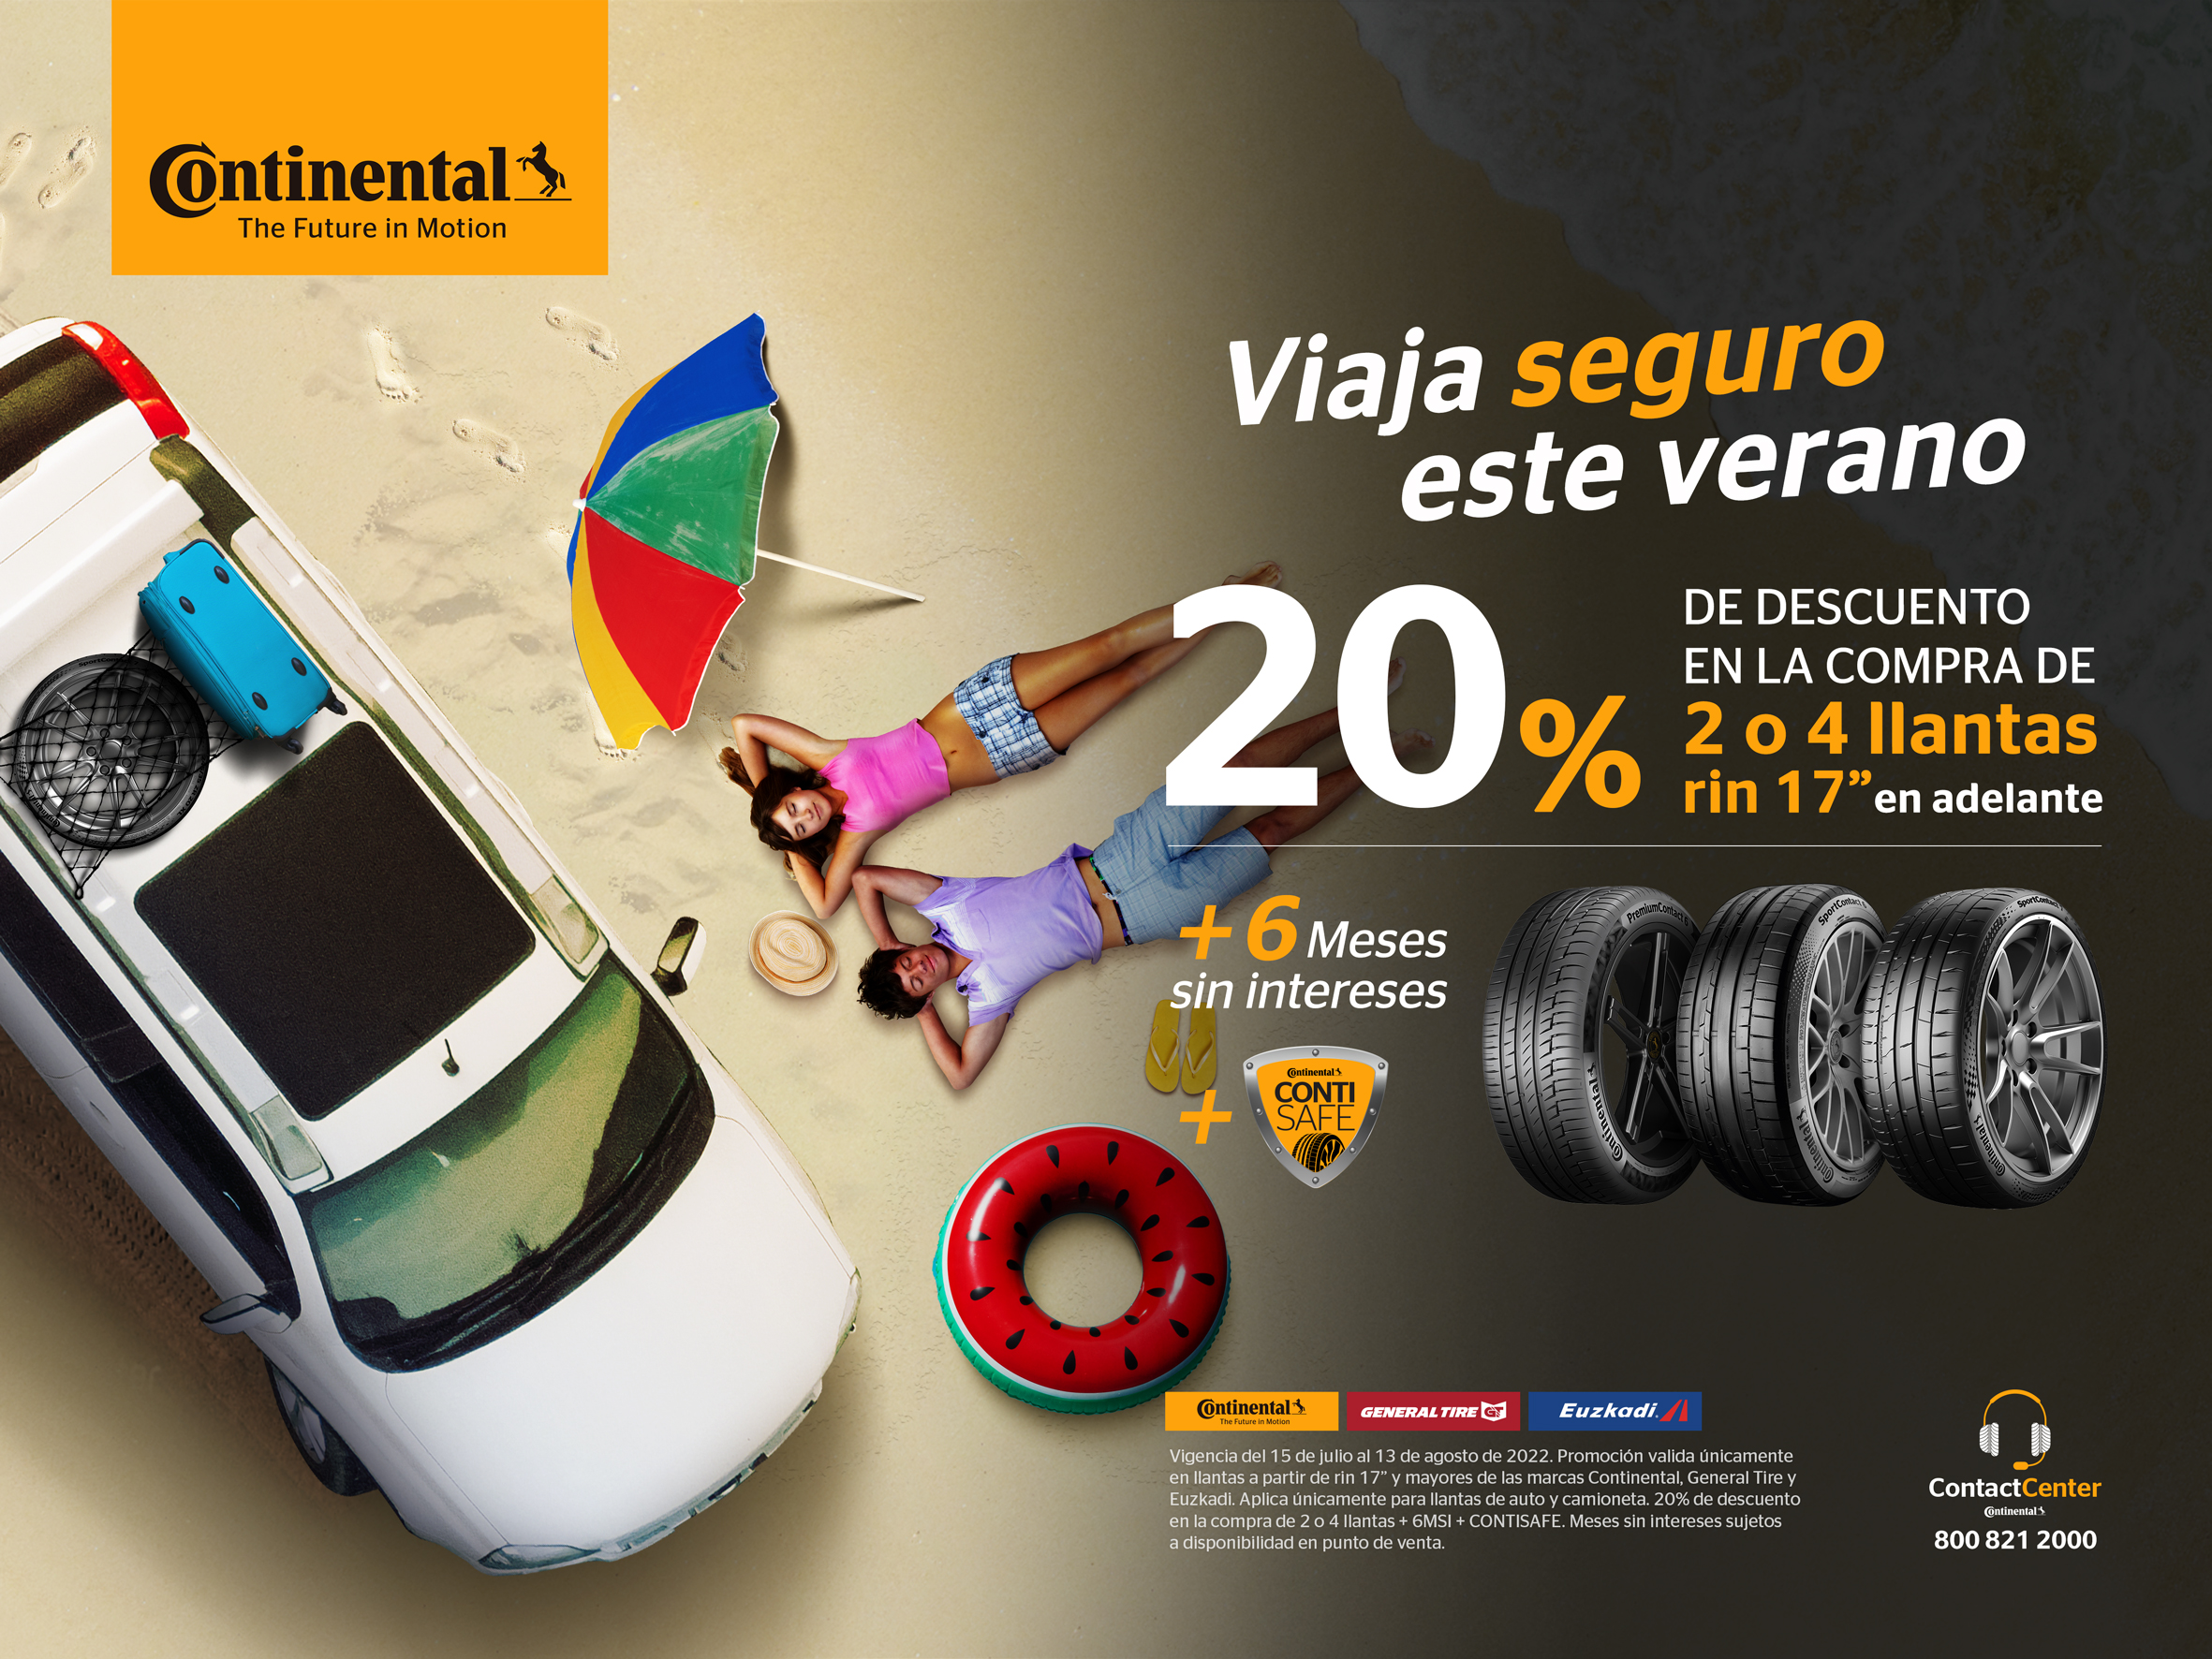 Continental
The Future in Motion
Viaja seguro
este verano
20%
DE DESCUENTO
EN LA COMPRA DE
2 o 4 llantas
rin 17” en adelante
+ 6 Meses
sin intereses
+
Continental
CONTI
SAFE
PremiumContact 6
Continental
SportContact 6
Continental
SportContact
Continental
Continental
The Future in Motion
GENERAL TIRE
Euzkadi.
Vigencia del 15 de julio al 13 de agosto de 2022. Promoción valida únicamente
en llantas a partir de rin 17” y mayores de las marcas Continental, General Tire y
Euzkadi. Aplica únicamente para llantas de auto y camioneta. 20% de descuento
en la compra de 2 o 4 llantas + 6MSI + CONTISAFE. Meses sin intereses sujetos
a disponibilidad en punto de venta.
ContactCenter
Continental
800 821 2000